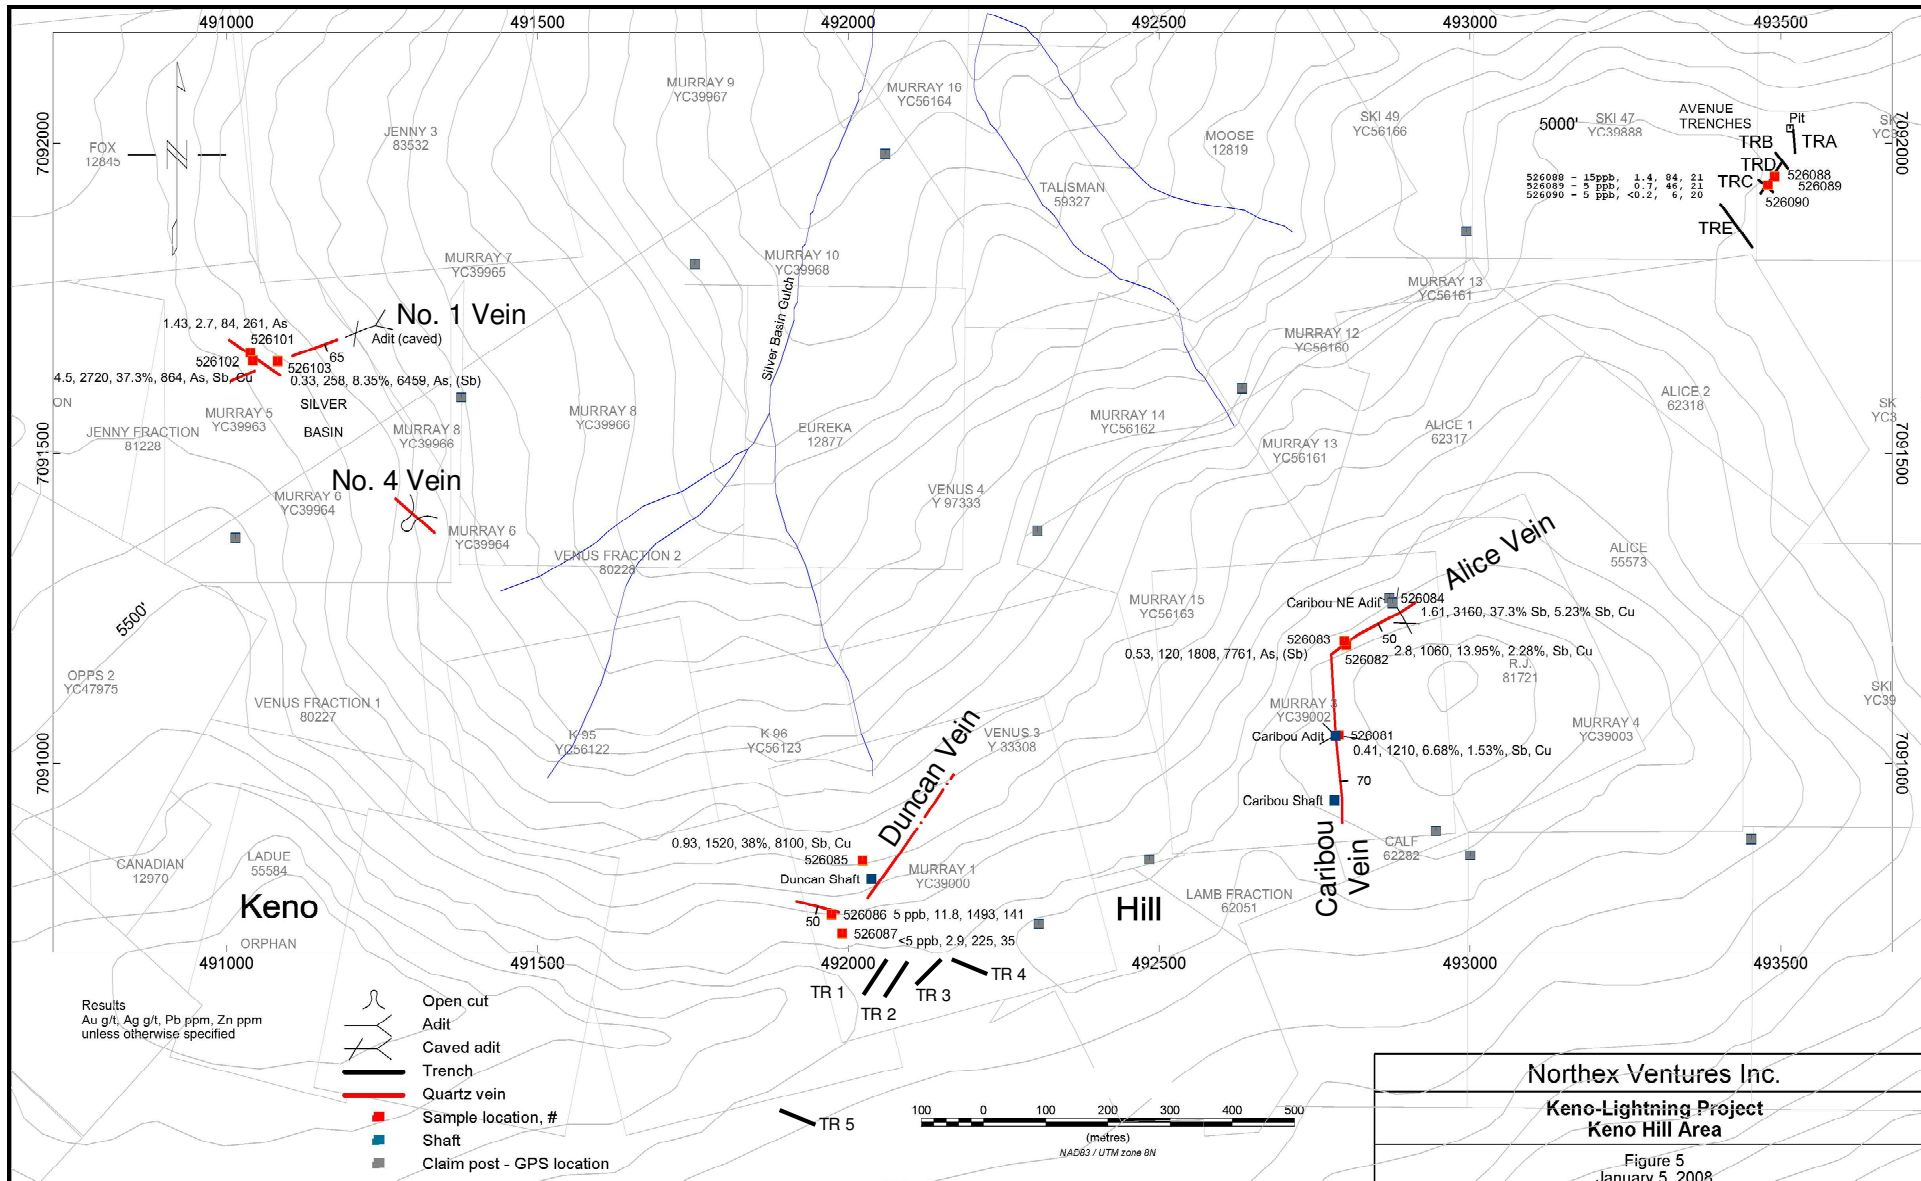 491000
491500
492000
492500
493000
493500
7092000
7091500
7091000
7092000
7091500
7091000
FOX
12845
JENNY 3
83532
MURRAY 9
YC39967
MURRAY 16
YC56164
MOOSE
12819
SKI 49
YC56166
5000'
SKI 47
YC39888
AVENUE
TRENCHES
Pit
TRB
TRA
TRD
TRC
TRE
526088
526089
526090
526088 - 15ppb, 1.4, 84, 21
526089 - 5 ppb, 0.7, 46, 21
526090 - 5 ppb, <0.2, 6, 20
TALISMAN
59327
MURRAY 7
YC39965
MURRAY 10
YC39968
Silver Basin Gulch
MURRAY 13
YC56161
MURRAY 12
YC56160
No. 1 Vein
Adit (caved)
1.43, 2.7, 84, 261, As
526101
526102
526103
65
4.5, 2720, 37.3%, 864, As, Sb, Cu
0.33, 258, 8.35%, 6459, As, (Sb)
SILVER
BASIN
ON
MURRAY 5
YC39963
JENNY FRACTION
81228
MURRAY 8
YC39966
MURRAY 8
YC39966
EUREKA
12877
MURRAY 14
YC56162
MURRAY 13
YC56161
ALICE 1
62317
ALICE 2
62318
SK
YC3
No. 4 Vein
MURRAY 6
YC39964
MURRAY 6
YC39964
VENUS 4
Y 97333
VENUS FRACTION 2
80228
ALICE
55573
Alice Vein
5500'
MURRAY 15
YC56163
Caribou NE Adit
526084
1.61, 3160, 37.3% Sb, 5.23% Sb, Cu
526083
50
0.53, 120, 1808, 7761, As, (Sb)
526082
2.8, 1060, 13.95%, 2.28%, Sb, Cu
R.J.
81721
OPPS 2
YC47975
VENUS FRACTION 1
80227
K 95
YC56122
K 96
YC56123
VENUS 3
Y 33308
MURRAY 3
YC39002
MURRAY 4
YC39003
SKI
YC39
Caribou Adit
526081
0.41, 1210, 6.68%, 1.53%, Sb, Cu
70
Caribou Shaft
Caribou
Vein
Duncan Vein
0.93, 1520, 38%, 8100, Sb, Cu
526085
Duncan Shaft
MURRAY 1
YC39000
CALF
62282
CANADIAN
12970
LADUE
55584
LAMB FRACTION
62051
Keno
Hill
ORPHAN
50
526086 5 ppb, 11.8, 1493, 141
526087
<5 ppb, 2.9, 225, 35
491000
491500
492000
492500
493000
493500
TR 1
TR 2
TR 3
TR 4
TR 5
Results
Au g/t, Ag g/t, Pb ppm, Zn ppm
unless otherwise specified
Open cut
Adit
Caved adit
Trench
Quartz vein
Sample location, #
Shaft
Claim post - GPS location
100 0 100 200 300 400 500
(metres)
NAD83 / UTM zone 8N
Northex Ventures Inc.
Keno-Lightning Project
Keno Hill Area
Figure 5
January 5, 2008